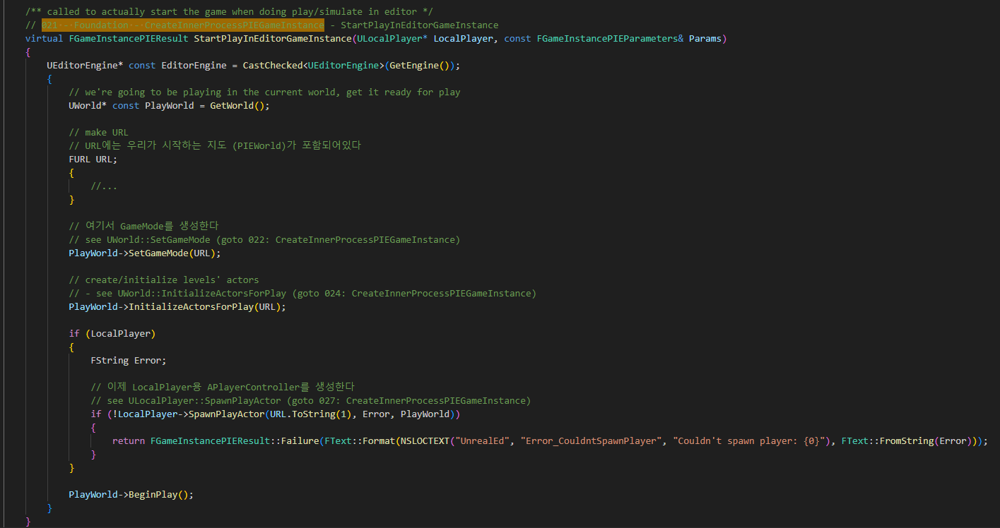 /** called to actually start the game when doing play/simulate in editor */
// 021 - Foundation - CreateInnerProcessPIEGameInstance - StartPlayInEditorGameInstance
virtual FGameInstancePIEResult StartPlayInEditorGameInstance(ULocalPlayer* LocalPlayer, const FGameInstancePIEParameters& Params)
{
UEditorEngine* const EditorEngine = CastChecked<UEditorEngine>(GetEngine());
{
// we're going to be playing in the current world, get it ready for play
UWorld* const PlayWorld = GetWorld();
// make URL
// URL에는 우리가 시작하는 지도 (PIEWorld)가 포함되어있다
FURL URL;
{
//...
}
// 여기서 GameMode를 생성한다
// see UWorld::SetGameMode (goto 022: CreateInnerProcessPIEGameInstance)
PlayWorld->SetGameMode(URL);
// create/initialize levels' actors
// - see UWorld::InitializeActorsForPlay (goto 024: CreateInnerProcessPIEGameInstance)
PlayWorld->InitializeActorsForPlay(URL);
if (LocalPlayer)
{
FString Error;
// 이제 LocalPlayer용 APlayerController를 생성한다
// see ULocalPlayer::SpawnPlayActor (goto 027: CreateInnerProcessPIEGameInstance)
if (!LocalPlayer->SpawnPlayActor(URL.ToString(1), Error, PlayWorld))
{
return FGameInstancePIEResult::Failure(FText::Format(NSLOCTEXT("UnrealEd", "Error_CouldntSpawnPlayer", "Couldn't spawn player: {0}"), FText::FromString(Error)));
}
}
PlayWorld->BeginPlay();
}
}